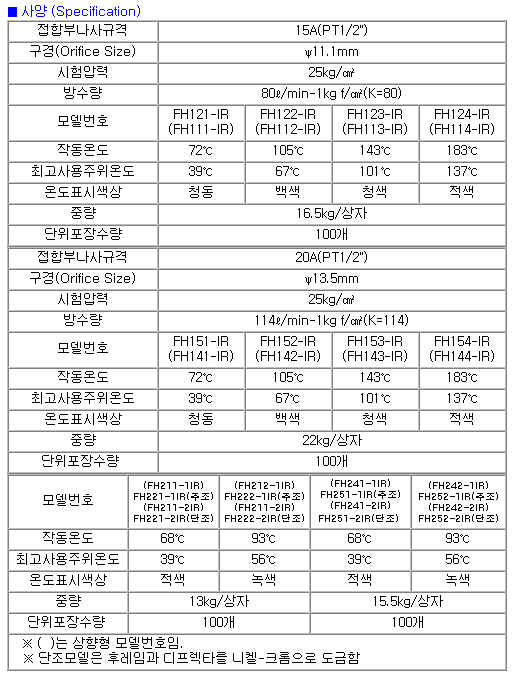 ■ 사양 (Specification)
접합부나사규격 15A(PT1/2")
구경(Orifice Size) ψ11.1mm
시험압력 25kg/㎠
방수량 80ℓ/min-1kg f/㎠(K=80)
모델번호 FH121-IR FH122-IR FH123-IR FH124-IR
(FH111-IR) (FH112-IR) (FH113-IR) (FH114-IR)
작동온도 72℃ 105℃ 143℃ 183℃
최고사용주위온도 39℃ 67℃ 101℃ 137℃
온도표시색상 청동 백색 청색 적색
중량 16.5kg/상자
단위포장수량 100개
접합부나사규격 20A(PT1/2")
구경(Orifice Size) ψ13.5mm
시험압력 25kg/㎠
방수량 114ℓ/min-1kg f/㎠(K=114)
모델번호 FH151-IR FH152-IR FH153-IR FH154-IR
(FH141-IR) (FH142-IR) (FH143-IR) (FH144-IR)
작동온도 72℃ 105℃ 143℃ 183℃
최고사용주위온도 39℃ 67℃ 101℃ 137℃
온도표시색상 청동 백색 청색 적색
중량 22kg/상자
단위포장수량 100개
모델번호 (FH211-1IR) (FH212-1IR) (FH241-1IR) (FH242-1IR)
FH221-1IR(주조) FH222-1IR(주조) FH251-1IR(주조) FH252-1IR(주조)
(FH211-2IR) (FH211-2IR) (FH241-2IR) (FH242-2IR)
FH221-2IR(단조) FH222-2IR(단조) FH251-2IR(단조) FH252-2IR(단조)
작동온도 68℃ 93℃ 68℃ 93℃
최고사용주위온도 39℃ 56℃ 39℃ 56℃
온도표시색상 적색 녹색 적색 녹색
중량 13kg/상자 15.5kg/상자
단위포장수량 100개 100개
※ ( )는 상향형 모델번호임.
※ 단조모델은 후레임과 디프렉타를 니켈-크롬으로 도금함